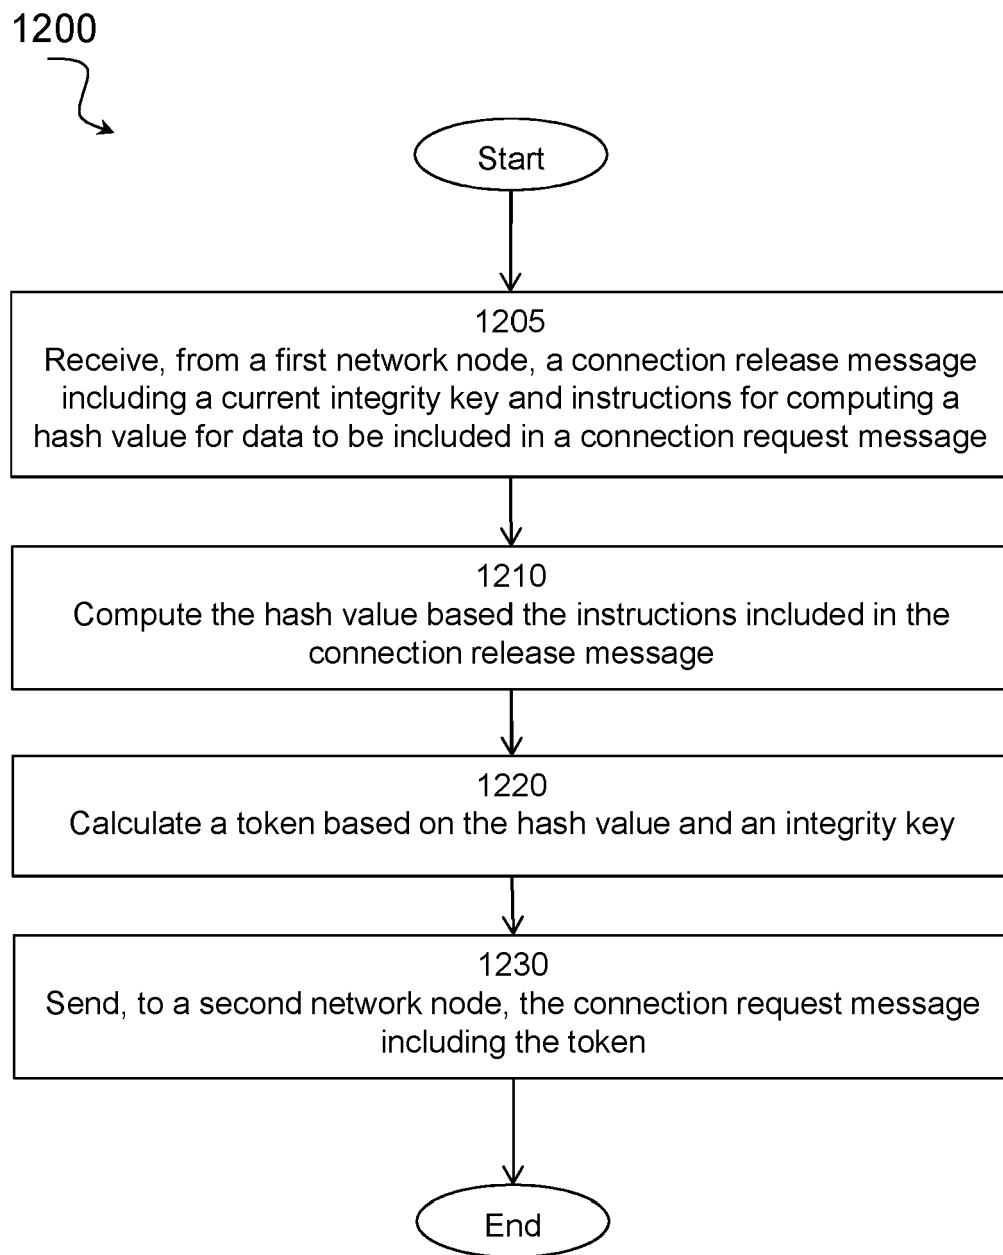 1200
Start
1205
Receive, from a first network node, a connection release message
including a current integrity key and instructions for computing a
hash value for data to be included in a connection request message
1210
Compute the hash value based the instructions included in the
connection release message
1220
Calculate a token based on the hash value and an integrity key
1230
Send, to a second network node, the connection request message
including the token
End